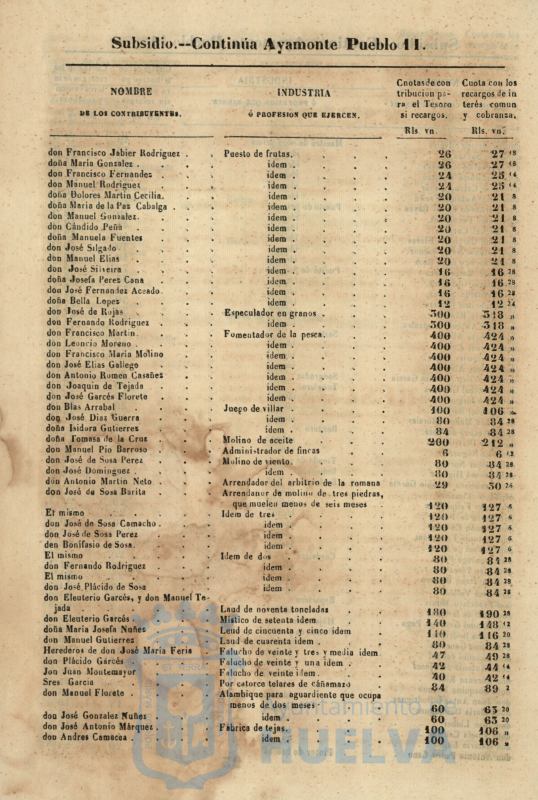 Subsidio.--Continúa Ayamonte Pueblo 11.
NOMBRE DE LOS CONTRIBUYENTES. INDUSTRIA Ó PROFESION QUE EJERCEN. Cuotas de contribucion para el Tesoro si recargos. Rls. vn. Cuota con los recargos de interés comun y cobranza. Rls. vn.
don Francisco Jabier Rodriguez . Puesto de frutas. 26 27 18
doña Maria Gonzalez . idem . 26 27 18
don Francisco Fernandez . idem . 24 25 14
don Manuel Rodriguez idem . 24 25 14
doña Dolores Martin Cecilia. idem . 20 21 8
doña Maria de la Paz Cabalga . idem . 20 21 8
don Manuel Gonzalez. idem . 20 21 8
don Cándido Peña idem . 20 21 8
doña Manuela Fuentes idem . 20 21 8
don José Salgado idem . 20 21 8
don Manuel Elias idem . 20 21 8
don José Silveira idem . 16 16 28
doña Josefa Perez Cana idem . 16 16 28
don José Fernandez Acevado idem . 16 16 28
doña Bella Lopez idem . 12 12 24
don José de Rojas Especulador en granos . 300 318 „
don Fernando Rodriguez idem . 300 318 „
don Francisco Martin. Fomentador de la pesca. 400 424 „
don Leoncio Moreno . idem . 400 424 „
don Francisco Maria Molino idem . 400 424 „
don José Elias Gallego idem . 400 424 „
don Antonio Romen Casañez idem . 400 424 „
don Joaquin de Tejada idem . 400 424 „
don José Garcés Florete idem . 400 424 „
don Blas Arrabal . Juego de villar . 100 106 „
don José Diaz Guerra idem . 80 84 28
doña Isidora Gutierres idem . 84 84 28
doña Tomasa de la Cruz Molino de aceite 200 212 „
don Manuel Pio Barroso Administrador de fincas 6 6 12
don José de Sosa Perez Molino de viento. 80 84 28
don José Dominguez . idem . 80 84 28
don Antonio Martin Neto . Arrendador del arbitrio de la romana 29 30 26
don José de Sosa Barita . Arrendanor de molino de tres piedras,
que muelen menos de seis meses 120 127 6
El mismo Idem de tres . 120 127 6
don José de Sosa Camacho. idem . 120 127 6
don José de Sosa Perez idem . 120 127 6
den Bonifasio de Sosa. idem . 120 127 6
El mismo Idem de dos . 80 84 28
don Fernando Rodriguez idem . 80 84 28
El mismo idem . 80 84 28
don José Plácido de Sosa idem . 80 84 28
don Eleuterio Garcés, y don Manuel Te-
jada Laud de noventa toneladas 180 190 28
don Eleuterio Garcés . Místico de setenta idem 140 148 12
doña Maria Josefa Nuñes Leud de cincuenta y cinco idem 110 116 20
don Manuel Gutierrez Laud de cuarenta idem . 80 84 28
Herederos de don José Maria Feria Falucho de veinte y tres y media idem. 47 49 28
don Plácido Garcés Falucho de veinte y una idem . 42 44 14
Jon Juan Montemayor Falucho de veinte idem . 40 42 14
Sres Garcia Por catorce telares de cáñamazo 84 89 2
don Manuel Florete . Alambique para aguardiente que ocupa
menos de dos meses 60 63 20
don José Gonzalez Nuñes . idem . 60 63 20
don José Antonio Márquez . Fábrica de tejas. 100 106 „
don Andres Camacea . idem . 100 106 „
Ayuntamiento de
HUELVA